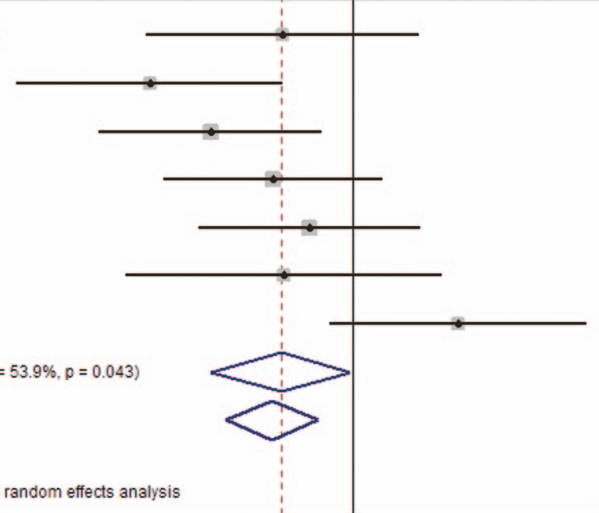 = 53.9%, p = 0.043)
random effects analysis